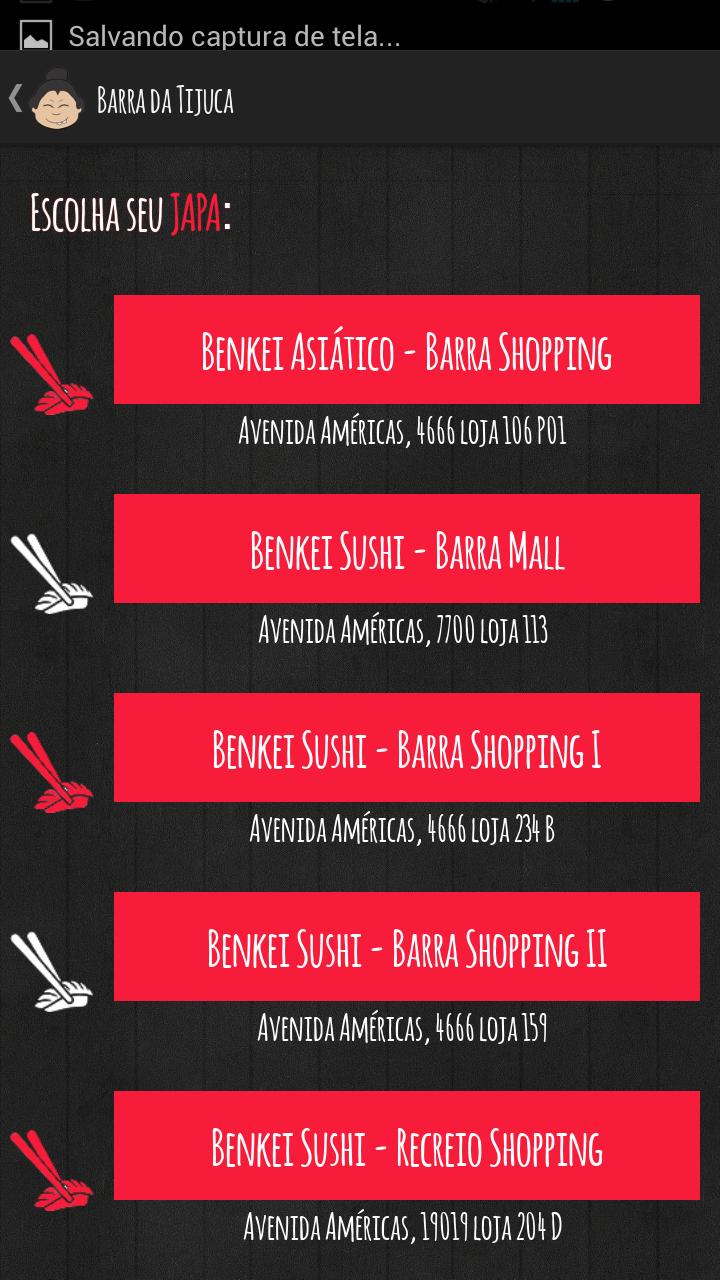 Salvando captura de tela...
Barra da Tijuca
Escolha seu JAPA:
Benkei Asiático - Barra Shopping
Avenida Américas, 4666 loja 106 P01
Benkei Sushi - Barra Mall
Avenida Américas, 7700 loja 113
Benkei Sushi - Barra Shopping I
Avenida Américas, 4666 loja 234 B
Benkei Sushi - Barra Shopping II
Avenida Américas, 4666 loja 159
Benkei Sushi - Recreio Shopping
Avenida Américas, 19019 loja 204 D